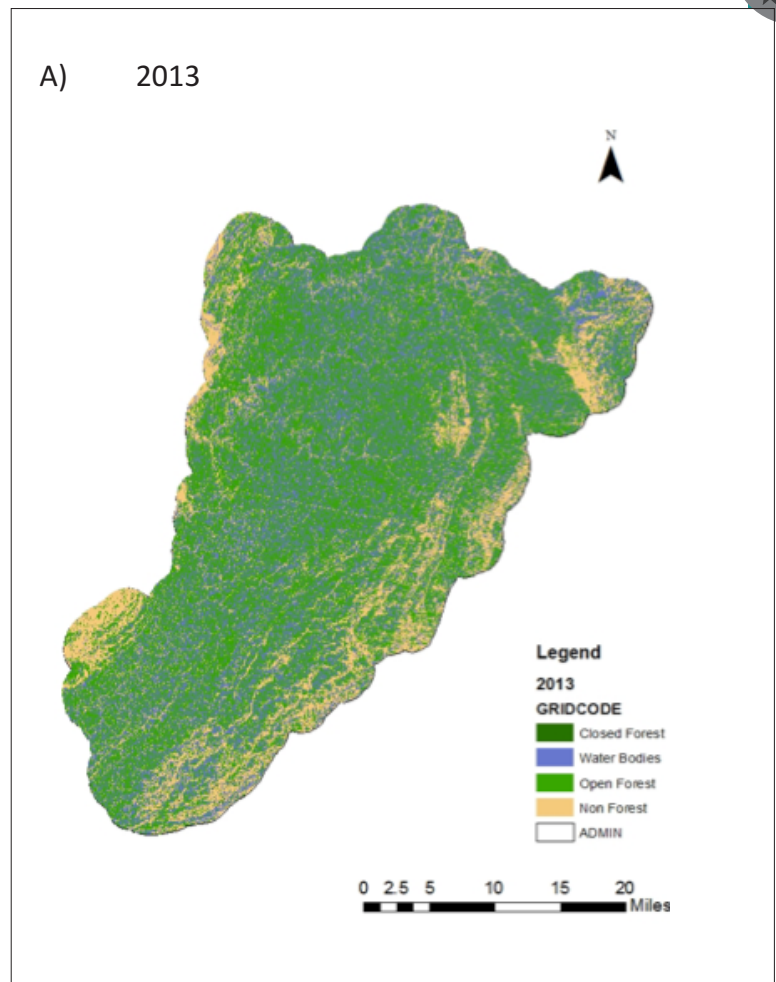 A) 2013
N
Legend
2013
GRIDCODE
Closed Forest
Water Bodies
Open Forest
Non Forest
ADMIN
0 2.5 5 10 15 20
Miles